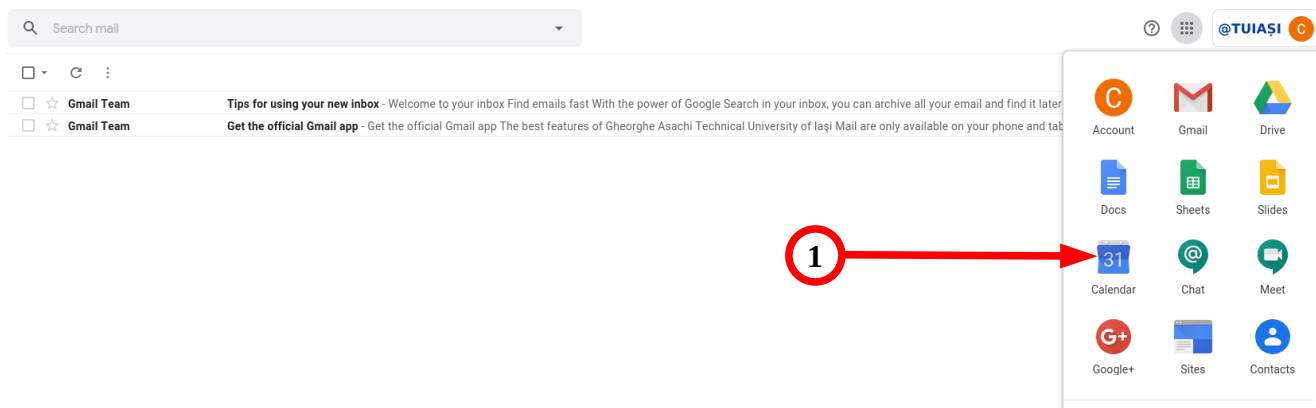 Search mail
@TUIAȘI C
Gmail Team Tips for using your new inbox - Welcome to your inbox Find emails fast With the power of Google Search in your inbox, you can archive all your email and find it later
Gmail Team Get the official Gmail app - Get the official Gmail app The best features of Gheorghe Asachi Technical University of Iaşi Mail are only available on your phone and tab
C
Account Gmail Drive
Docs Sheets Slides
1
31 @
Calendar Chat Meet
G+
Google+ Sites Contacts